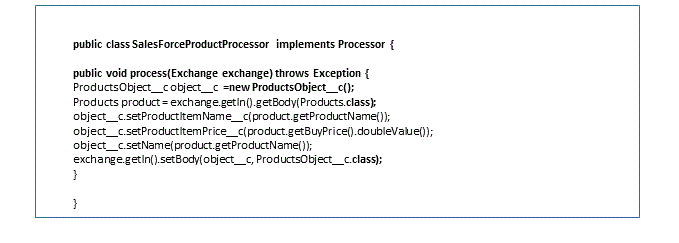 public class SalesForceProductProcessor implements Processor {
public void process(Exchange exchange) throws Exception {
ProductsObject__c object__c =new ProductsObject__c();
Products product = exchange.getIn().getBody(Products.class);
object__c.setProductItemName__c(product.getProductName());
object__c.setProductItemPrice__c(product.getBuyPrice().doubleValue());
object__c.setName(product.getProductName());
exchange.getIn().setBody(object__c, ProductsObject__c.class);
}
}